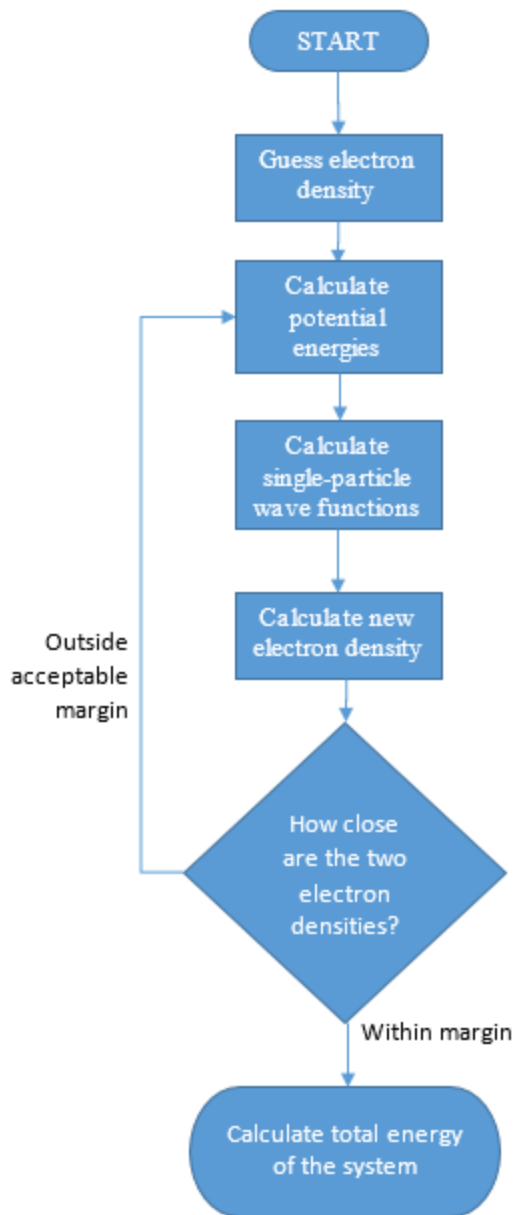 START
Guess electron
density
Calculate
potential
energies
Calculate
single-particle
wave functions
Calculate new
electron density
Outside
acceptable
margin
How close
are the two
electron
densities?
Within margin
Calculate total energy
of the system